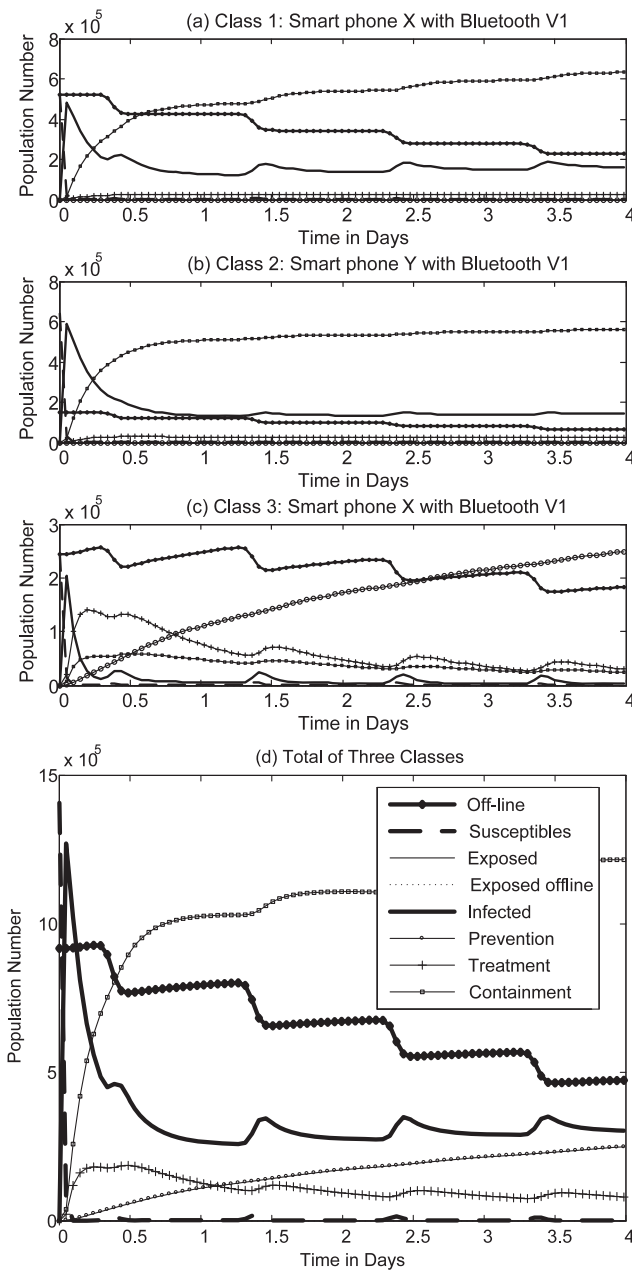 (a) Class 1: Smart phone X with Bluetooth V1
x 10^5
8
6
4
2
0
Population Number
0 0.5 1 1.5 2 2.5 3 3.5 4
Time in Days
(b) Class 2: Smart phone Y with Bluetooth V1
x 10^5
8
6
4
2
0
Population Number
0 0.5 1 1.5 2 2.5 3 3.5 4
Time in Days
(c) Class 3: Smart phone X with Bluetooth V1
x 10^5
3
2
1
0
Population Number
0 0.5 1 1.5 2 2.5 3 3.5 4
Time in Days
(d) Total of Three Classes
x 10^5
15
10
5
0
Population Number
Off-line
Susceptibles
Exposed
Exposed offline
Infected
Prevention
Treatment
Containment
0 0.5 1 1.5 2 2.5 3 3.5 4
Time in Days